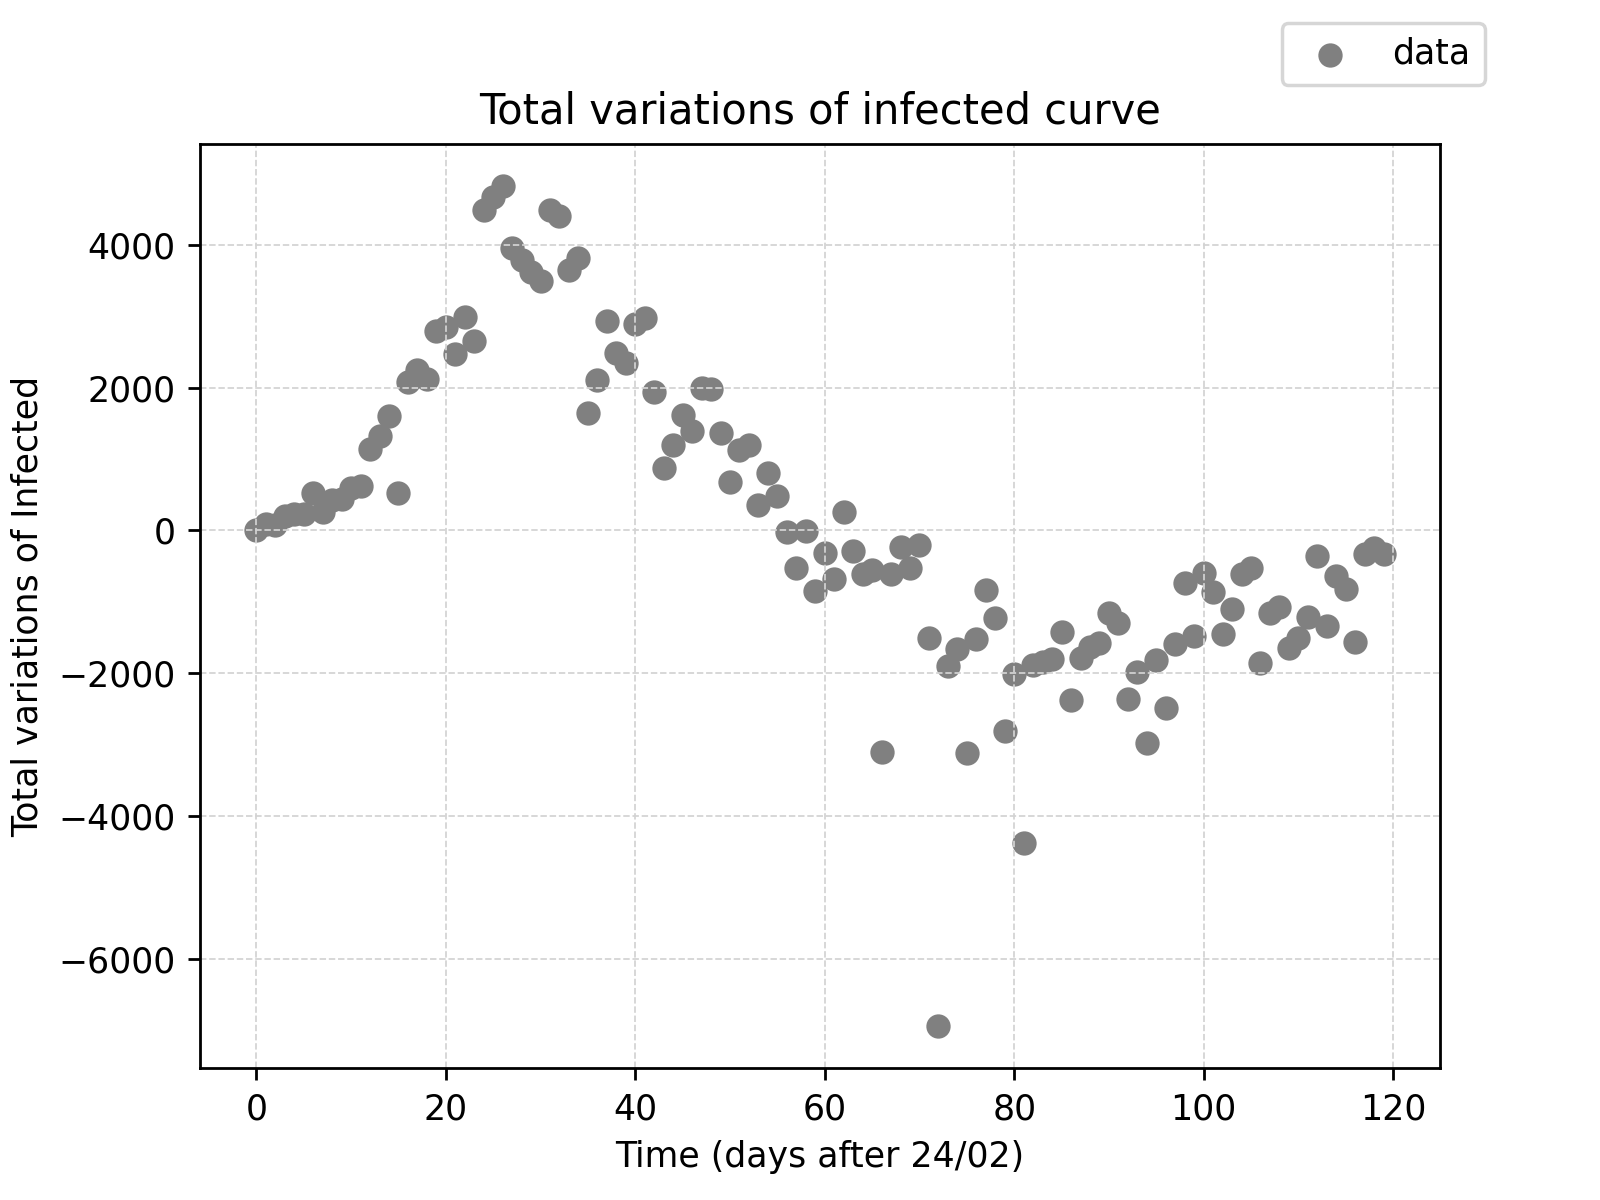 data
Total variations of infected curve
Total variations of Infected
4000
2000
0
−2000
−4000
−6000
0 20 40 60 80 100 120
Time (days after 24/02)